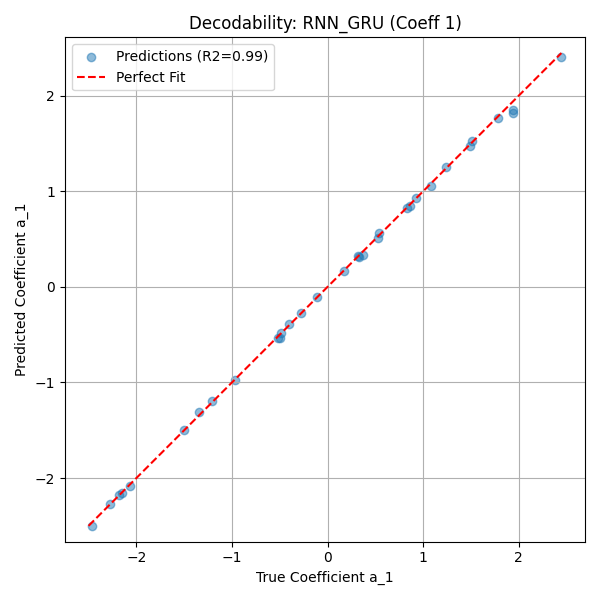 Decodability: RNN_GRU (Coeff 1)
Predictions (R2=0.99)
Perfect Fit
Predicted Coefficient a_1
2
1
0
−1
−2
−2
−1
0
1
2
True Coefficient a_1